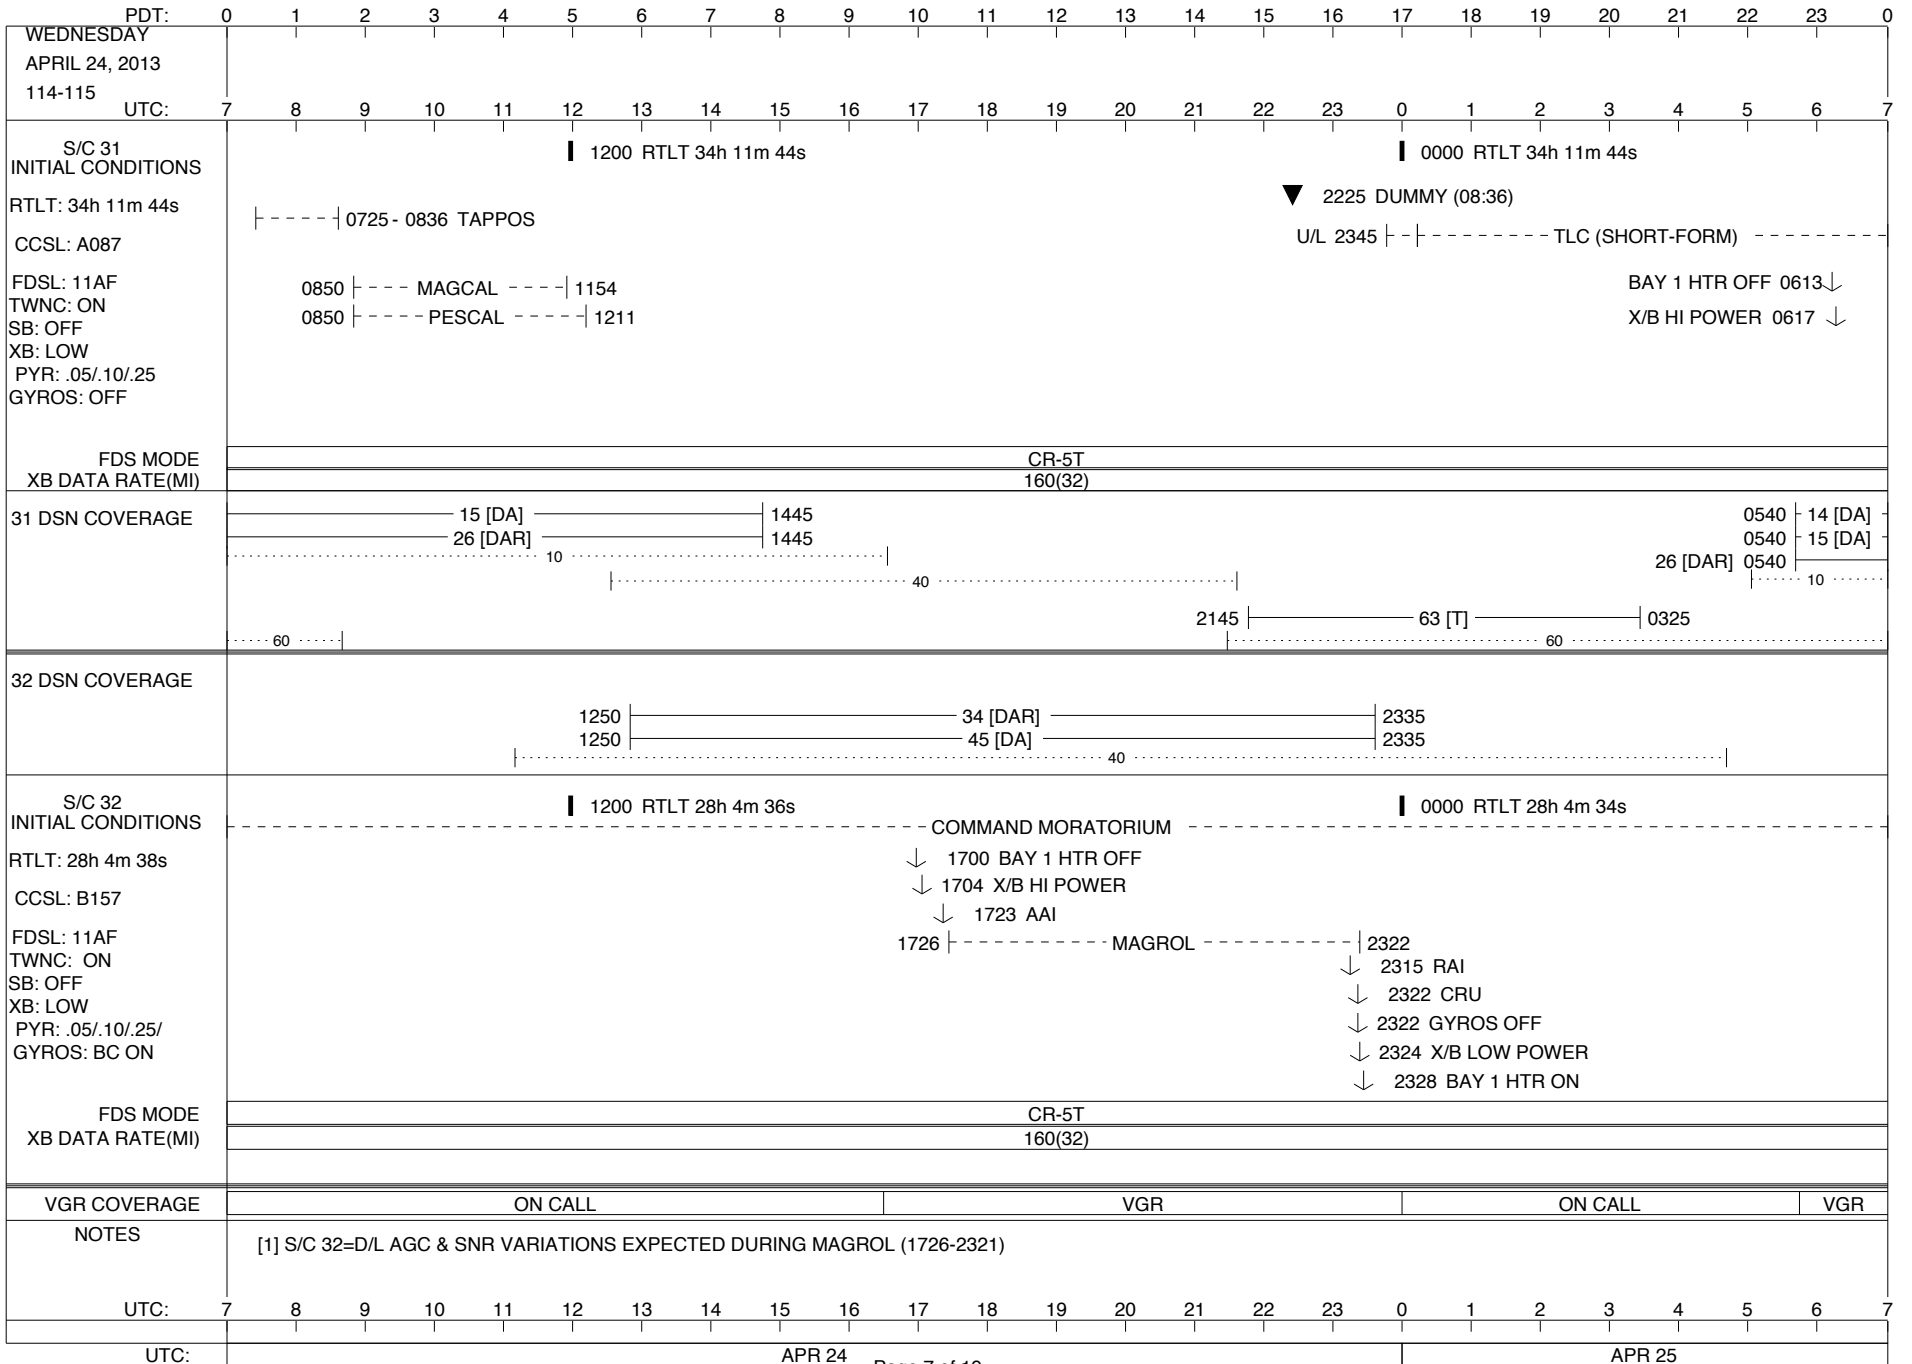 PDT: 0 1 2 3 4 5 6 7 8 9 10 11 12 13 14 15 16 17 18 19 20 21 22 23 0
WEDNESDAY
APRIL 24, 2013
114-115
UTC: 7 8 9 10 11 12 13 14 15 16 17 18 19 20 21 22 23 0 1 2 3 4 5 6 7
S/C 31
INITIAL CONDITIONS
1200 RTLT 34h 11m 44s
0000 RTLT 34h 11m 44s
RTLT: 34h 11m 44s
2225 DUMMY (08:36)
0725 - 0836 TAPPOS
CCSL: A087
U/L 2345 TLC (SHORT-FORM)
FDSL: 11AF
0850 MAGCAL 1154
BAY 1 HTR OFF 0613
TWNC: ON
0850 PESCAL 1211
X/B HI POWER 0617
SB: OFF
XB: LOW
PYR: .05/.10/.25
GYROS: OFF
FDS MODE CR-5T
XB DATA RATE(MI) 160(32)
31 DSN COVERAGE
15 [DA] 1445
0540 14 [DA]
26 [DAR] 1445
0540 15 [DA]
10
26 [DAR] 0540
40
10
2145 63 [T] 0325
60
60
32 DSN COVERAGE
1250 34 [DAR] 2335
1250 45 [DA] 2335
40
S/C 32
INITIAL CONDITIONS
1200 RTLT 28h 4m 36s
0000 RTLT 28h 4m 34s
COMMAND MORATORIUM
RTLT: 28h 4m 38s
1700 BAY 1 HTR OFF
1704 X/B HI POWER
CCSL: B157
1723 AAI
FDSL: 11AF
1726 MAGROL 2322
TWNC: ON
2315 RAI
SB: OFF
2322 CRU
XB: LOW
PYR: .05/.10/.25/
2322 GYROS OFF
GYROS: BC ON
2324 X/B LOW POWER
2328 BAY 1 HTR ON
FDS MODE CR-5T
XB DATA RATE(MI) 160(32)
VGR COVERAGE ON CALL VGR ON CALL VGR
NOTES
[1] S/C 32=D/L AGC & SNR VARIATIONS EXPECTED DURING MAGROL (1726-2321)
UTC: 7 8 9 10 11 12 13 14 15 16 17 18 19 20 21 22 23 0 1 2 3 4 5 6 7
UTC: APR 24 APR 25